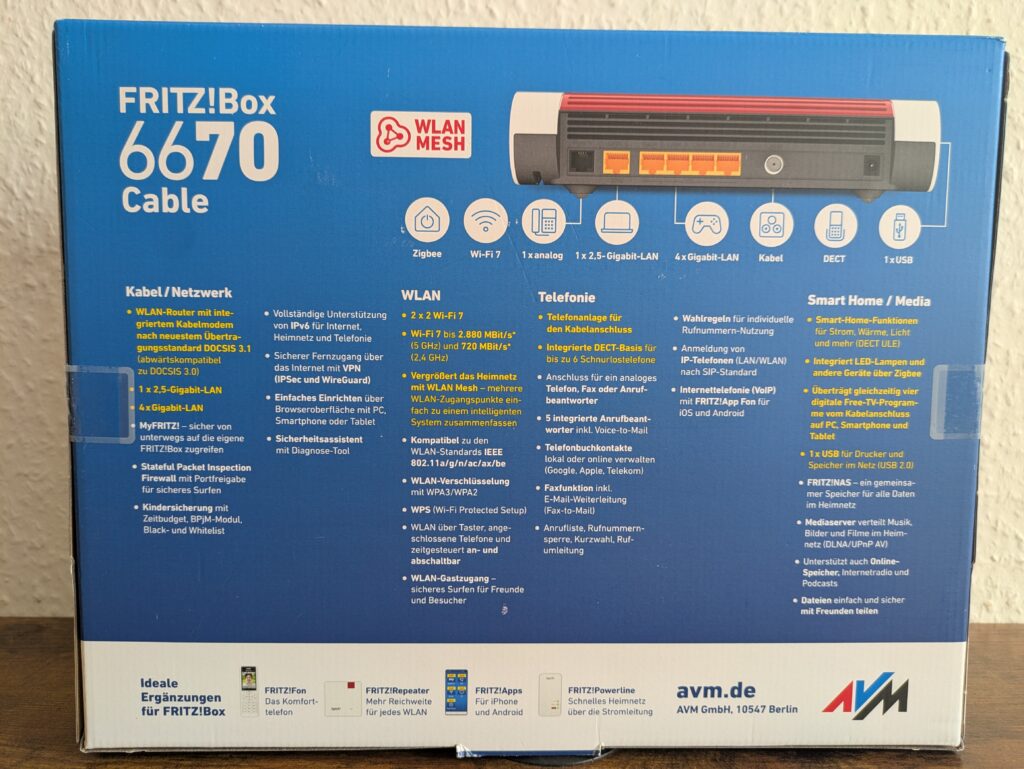 FRITZ!Box
6670
Cable
WLAN
MESH
Zigbee
Wi-Fi 7
1 x analog
1 x 2,5-Gigabit-LAN
4 x Gigabit-LAN
Kabel
DECT
1 x USB
Kabel / Netzwerk
• WLAN-Router mit inte-
griertem Kabelmodem
nach neuestem Übertra-
gungsstandard DOCSIS 3.1
(abwärtskompatibel
zu DOCSIS 3.0)
• 1 x 2,5-Gigabit-LAN
• 4 x Gigabit-LAN
• MyFRITZ! – sicher von
unterwegs auf die eigene
FRITZ!Box zugreifen
• Stateful Packet Inspection
Firewall mit Portfreigabe
für sicheres Surfen
• Kindersicherung mit
Zeitbudget, BPjM-Modul,
Black- und Whitelist
• Vollständige Unterstützung
von IPv6 für Internet,
Heimnetz und Telefonie
• Sicherer Fernzugang über
das Internet mit VPN
(IPSec und WireGuard)
• Einfaches Einrichten über
Browseroberfläche mit PC,
Smartphone oder Tablet
• Sicherheitsassistent
mit Diagnose-Tool
WLAN
• 2 x 2 Wi-Fi 7
• Wi-Fi 7 bis 2.880 MBit/s*
(5 GHz) und 720 MBit/s*
(2,4 GHz)
• Vergrößert das Heimnetz
mit WLAN Mesh – mehrere
WLAN-Zugangspunkte ein-
fach zu einem intelligenten
System zusammenfassen
• Kompatibel zu den
WLAN-Standards IEEE
802.11a/g/n/ac/ax/be
• WLAN-Verschlüsselung
mit WPA3/WPA2
• WPS (Wi-Fi Protected Setup)
• WLAN über Taster, ange-
schlossene Telefone und
zeitgesteuert an- und
abschaltbar
• WLAN-Gastzugang –
sicheres Surfen für Freunde
und Besucher
Telefonie
• Telefonanlage für
den Kabelanschluss
• Integrierte DECT-Basis für
bis zu 6 Schnurlostelefone
• Anschluss für ein analoges
Telefon, Fax oder Anruf-
beantworter
• 5 integrierte Anrufbeant-
worter inkl. Voice-to-Mail
• Telefonbuchkontakte
lokal oder online verwalten
(Google, Apple, Telekom)
• Faxfunktion inkl.
E-Mail-Weiterleitung
(Fax-to-Mail)
• Anrufliste, Rufnummern-
sperre, Kurzwahl, Ruf-
umleitung
• Wahlregeln für individuelle
Rufnummern-Nutzung
• Anmeldung von
IP-Telefonen (LAN/WLAN)
nach SIP-Standard
• Internettelefonie (VoIP)
mit FRITZ!App Fon für
iOS und Android
Smart Home / Media
• Smart-Home-Funktionen
für Strom, Wärme, Licht
und mehr (DECT ULE)
• Integriert LED-Lampen und
andere Geräte über Zigbee
• Überträgt gleichzeitig vier
digitale Free-TV-Program-
me vom Kabelanschluss
auf PC, Smartphone und
Tablet
• 1 x USB für Drucker und
Speicher im Netz (USB 2.0)
• FRITZ!NAS – ein gemeinsa-
mer Speicher für alle Daten
im Heimnetz
• Mediaserver verteilt Musik,
Bilder und Filme im Heim-
netz (DLNA/UPnP AV)
• Unterstützt auch Online-
Speicher, Internetradio und
Podcasts
• Dateien einfach und sicher
mit Freunden teilen
Ideale
Ergänzungen
für FRITZ!Box
FRITZ!Fon
Das Komfort-
telefon
FRITZ!Repeater
Mehr Reichweite
für jedes WLAN
FRITZ!Apps
Für iPhone
und Android
FRITZ!Powerline
Schnelles Heimnetz
über die Stromleitung
avm.de
AVM GmbH, 10547 Berlin
AVM